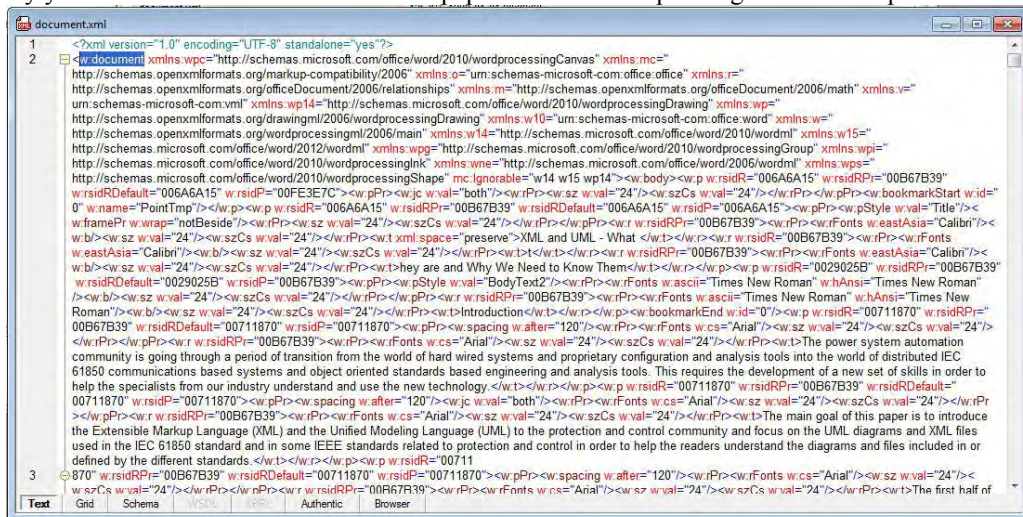 document.xml
1 <?xml version="1.0" encoding="UTF-8" standalone="yes"?>
2 <w:document xmlns:wpc="http://schemas.microsoft.com/office/word/2010/wordprocessingCanvas" xmlns:mc="
http://schemas.openxmlformats.org/markup-compatibility/2006" xmlns:o="urn:schemas-microsoft-com:office:office" xmlns:r="
http://schemas.openxmlformats.org/officeDocument/2006/relationships" xmlns:m="http://schemas.openxmlformats.org/officeDocument/2006/math" xmlns:v="
urn:schemas-microsoft-com:vml" xmlns:wp14="http://schemas.microsoft.com/office/word/2010/wordprocessingDrawing" xmlns:wp="
http://schemas.openxmlformats.org/drawingml/2006/wordprocessingDrawing" xmlns:w10="urn:schemas-microsoft-com:office:word" xmlns:w="
http://schemas.openxmlformats.org/wordprocessingml/2006/main" xmlns:w14="http://schemas.microsoft.com/office/word/2010/wordml" xmlns:w15="
http://schemas.microsoft.com/office/word/2012/wordml" xmlns:wpg="http://schemas.microsoft.com/office/word/2010/wordprocessingGroup" xmlns:wpi="
http://schemas.microsoft.com/office/word/2010/wordprocessingInk" xmlns:wne="http://schemas.microsoft.com/office/word/2006/wordml" xmlns:wps="
http://schemas.microsoft.com/office/word/2010/wordprocessingShape" mc:Ignorable="w14 w15 wp14"><w:body><w:p w:rsidR="006A6A15" w:rsidRPr="00B67B39"
w:rsidRDefault="006A6A15" w:rsidP="00FE3E7C"><w:pPr><w:jc w:val="both"/><w:rPr><w:sz w:val="24"/><w:szCs w:val="24"/></w:rPr></w:pPr><w:bookmarkStart w:id="
0" w:name="PointTmp"/></w:p><w:p w:rsidR="006A6A15" w:rsidRPr="00B67B39" w:rsidRDefault="006A6A15" w:rsidP="006A6A15"><w:pPr><w:pStyle w:val="Title"/><
w:framePr w:wrap="notBeside"/><w:rPr><w:sz w:val="24"/><w:szCs w:val="24"/></w:rPr></w:pPr><w:r w:rsidRPr="00B67B39"><w:rPr><w:rFonts w:eastAsia="Calibri"/><
w:b/><w:sz w:val="24"/><w:szCs w:val="24"/></w:rPr><w:t xml:space="preserve">XML and UML - What </w:t></w:r><w:r w:rsidRPr="00B67B39"><w:rPr><w:rFonts
w:eastAsia="Calibri"/><w:b/><w:sz w:val="24"/><w:szCs w:val="24"/></w:rPr><w:t>t</w:t></w:r><w:r w:rsidRPr="00B67B39"><w:rPr><w:rFonts w:eastAsia="Calibri"/><
w:b/><w:sz w:val="24"/><w:szCs w:val="24"/></w:rPr><w:t>hey are and Why We Need to Know Them</w:t></w:r></w:p><w:p w:rsidR="0029025B" w:rsidRPr="00B67B39"
w:rsidRDefault="0029025B" w:rsidP="00B67B39"><w:pPr><w:pStyle w:val="BodyText2"/><w:rPr><w:rFonts w:ascii="Times New Roman" w:hAnsi="Times New Roman"
/><w:b/><w:sz w:val="24"/><w:szCs w:val="24"/></w:rPr></w:pPr><w:r w:rsidRPr="00B67B39"><w:rPr><w:rFonts w:ascii="Times New Roman" w:hAnsi="Times New
Roman"/><w:b/><w:sz w:val="24"/><w:szCs w:val="24"/></w:rPr><w:t>Introduction</w:t></w:r></w:p><w:bookmarkEnd w:id="0"/><w:p w:rsidR="00711870" w:rsidRPr="
00B67B39" w:rsidRDefault="00711870" w:rsidP="00711870"><w:pPr><w:spacing w:after="120"/><w:rPr><w:rFonts w:cs="Arial"/><w:sz w:val="24"/><w:szCs w:val="24"/>
</w:rPr></w:pPr><w:r w:rsidRPr="00B67B39"><w:rPr><w:rFonts w:cs="Arial"/><w:sz w:val="24"/><w:szCs w:val="24"/></w:rPr><w:t>The power system automation
community is going through a period of transition from the world of hard wired systems and proprietary configuration and analysis tools into the world of distributed IEC
61850 communications based systems and object oriented standards based engineering and analysis tools. This requires the development of a new set of skills in order to
help the specialists from our industry understand and use the new technology.</w:t></w:r></w:p><w:p w:rsidR="00711870" w:rsidRPr="00B67B39" w:rsidRDefault="
00711870" w:rsidP="00711870"><w:pPr><w:spacing w:after="120"/><w:jc w:val="both"/><w:rPr><w:rFonts w:cs="Arial"/><w:sz w:val="24"/><w:szCs w:val="24"/></w:rPr
></w:pPr><w:r w:rsidRPr="00B67B39"><w:rPr><w:rFonts w:cs="Arial"/><w:sz w:val="24"/><w:szCs w:val="24"/></w:rPr><w:t>The main goal of this paper is to introduce
the Extensible Markup Language (XML) and the Unified Modeling Language (UML) to the protection and control community and focus on the UML diagrams and XML files
used in the IEC 61850 standard and in some IEEE standards related to protection and control in order to help the readers understand the diagrams and files included in or
defined by the different standards.</w:t></w:r></w:p><w:p w:rsidR="00711
3 870" w:rsidRPr="00B67B39" w:rsidRDefault="00711870" w:rsidP="00711870"><w:pPr><w:spacing w:after="120"/><w:rPr><w:rFonts w:cs="Arial"/><w:sz w:val="24"/><
w:szCs w:val="24"/></w:rPr></w:pPr><w:r w:rsidRPr="00B67B39"><w:rPr><w:rFonts w:cs="Arial"/><w:sz w:val="24"/><w:szCs w:val="24"/></w:rPr><w:t>The first half of
Text Grid Schema WSDL XBRL Authentic Browser